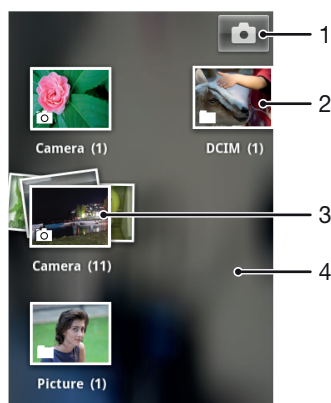 1
2
Camera (1)
DCIM (1)
3
Camera (11)
4
Picture (1)